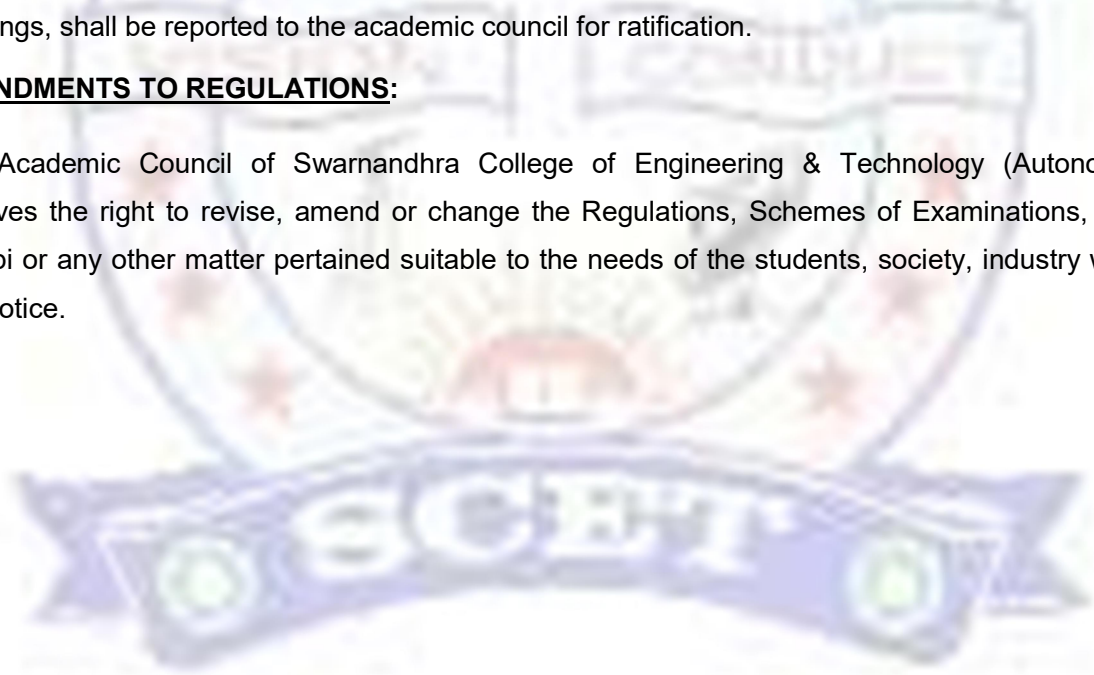 ngs, shall be reported to the academic council for ratification.
NDMENTS TO REGULATIONS:
Academic Council of Swarnandhra College of Engineering & Technology (Autono
ves the right to revise, amend or change the Regulations, Schemes of Examinations,
oi or any other matter pertained suitable to the needs of the students, society, industry w
otice.
SCET